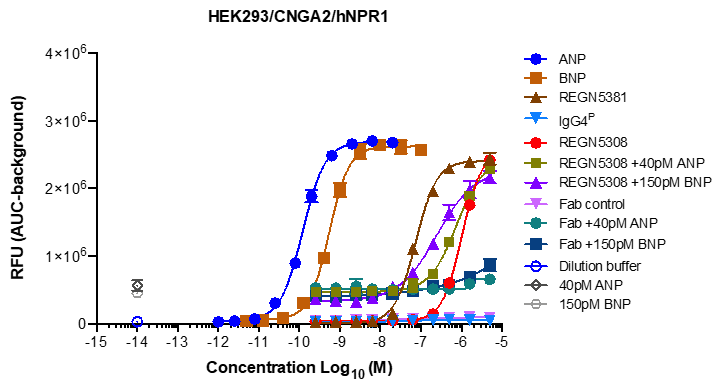 HEK293/CNGA2/hNPR1
RFU (AUC-background)
4×10⁶
3×10⁶
2×10⁶
1×10⁶
0
-15 -14 -13 -12 -11 -10 -9 -8 -7 -6 -5
Concentration Log₁₀ (M)
ANP
BNP
REGN5381
IgG4ᴾ
REGN5308
REGN5308 +40pM ANP
REGN5308 +150pM BNP
Fab control
Fab +40pM ANP
Fab +150pM BNP
Dilution buffer
40pM ANP
150pM BNP